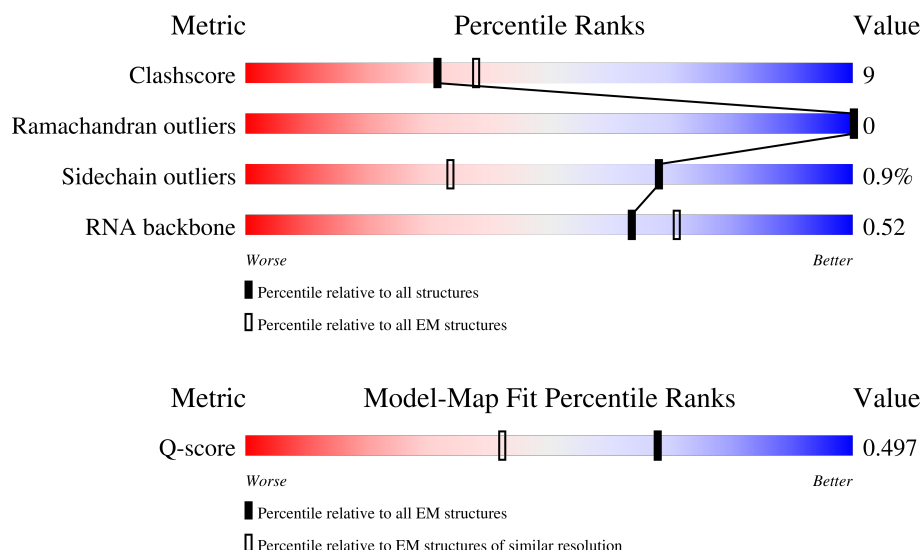 Metric Percentile Ranks Value
Clashscore 9
Ramachandran outliers 0
Sidechain outliers 0.9%
RNA backbone 0.52
Worse Better
Percentile relative to all structures
Percentile relative to all EM structures
Metric Model-Map Fit Percentile Ranks Value
Q-score 0.497
Worse Better
Percentile relative to all EM structures
Percentile relative to EM structures of similar resolution